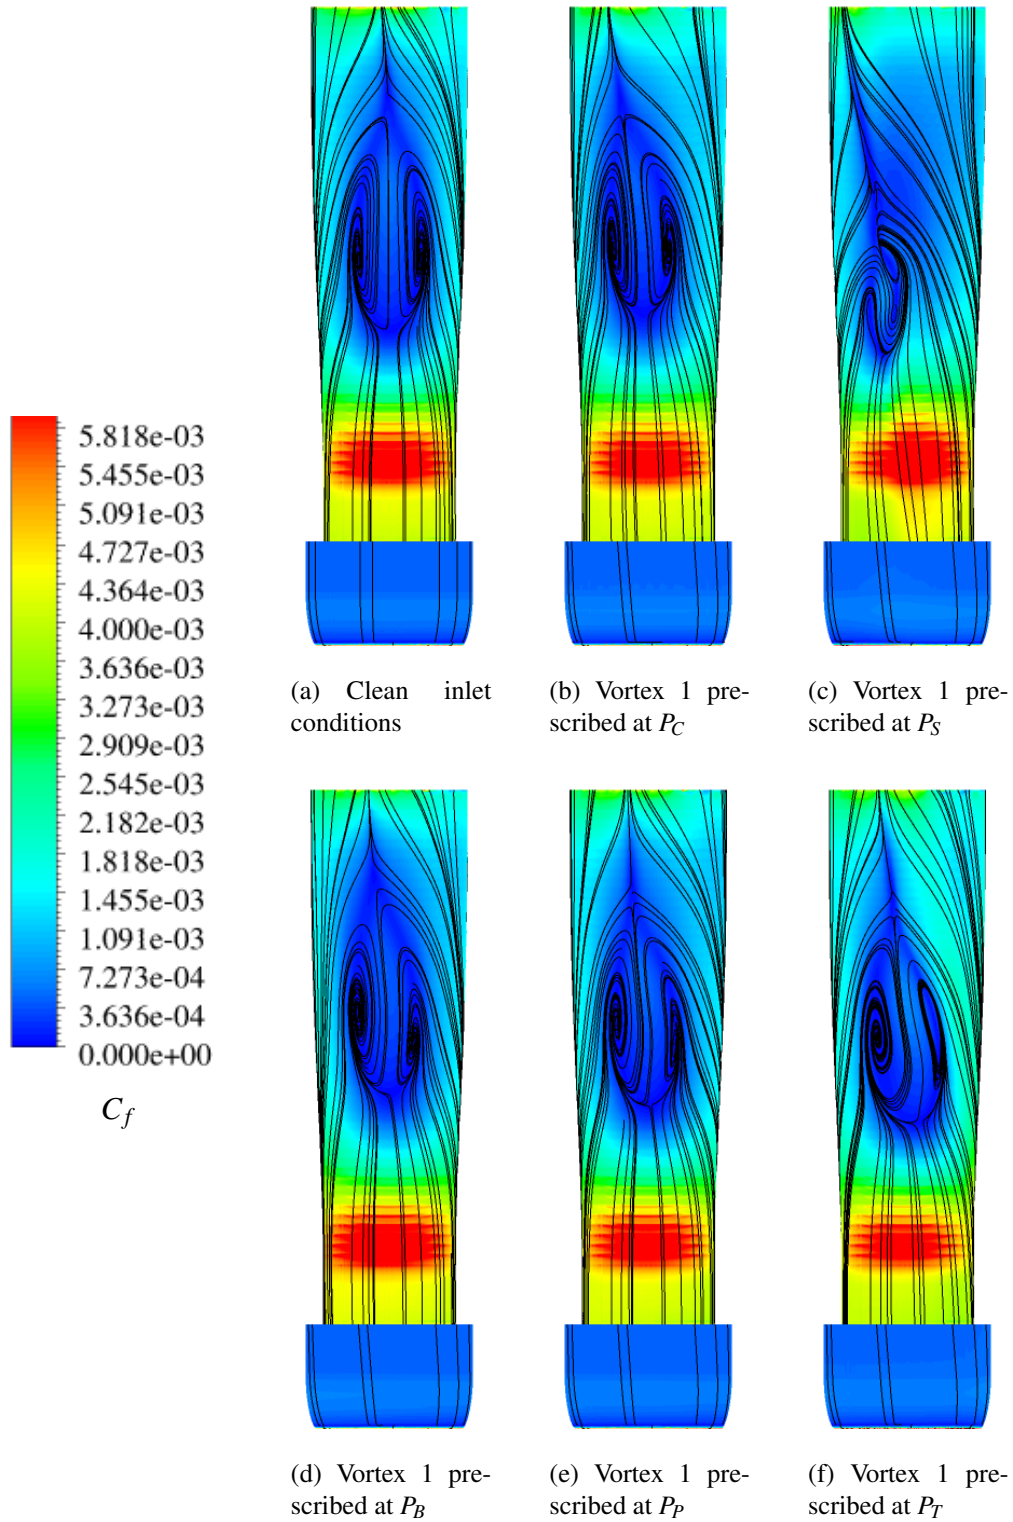 5.818e-03
5.455e-03
5.091e-03
4.727e-03
4.364e-03
4.000e-03
3.636e-03
3.273e-03
2.909e-03
2.545e-03
2.182e-03
1.818e-03
1.455e-03
1.091e-03
7.273e-04
3.636e-04
0.000e+00
C_f
(a) Clean inlet
conditions
(b) Vortex 1 pre-
scribed at P_C
(c) Vortex 1 pre-
scribed at P_S
(d) Vortex 1 pre-
scribed at P_B
(e) Vortex 1 pre-
scribed at P_P
(f) Vortex 1 pre-
scribed at P_T